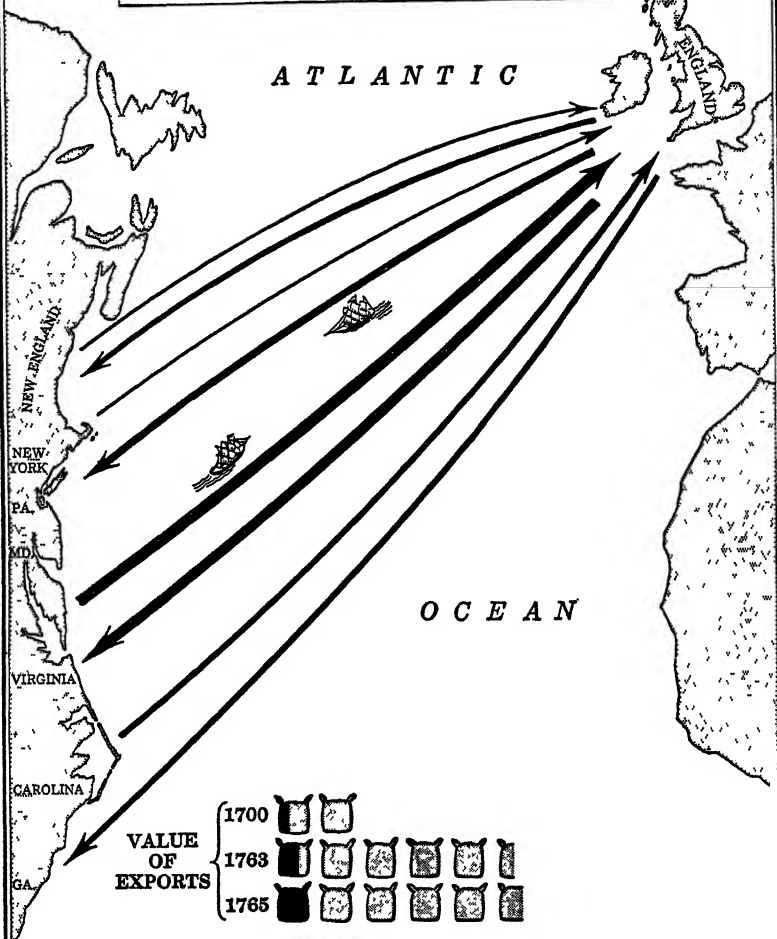 ATLANTIC
ENGLAND
NEW ENGLAND
NEW
YORK
PA.
MD.
OCEAN
VIRGINIA
CAROLINA
GA.
VALUE
OF
EXPORTS
1700
1763
1765